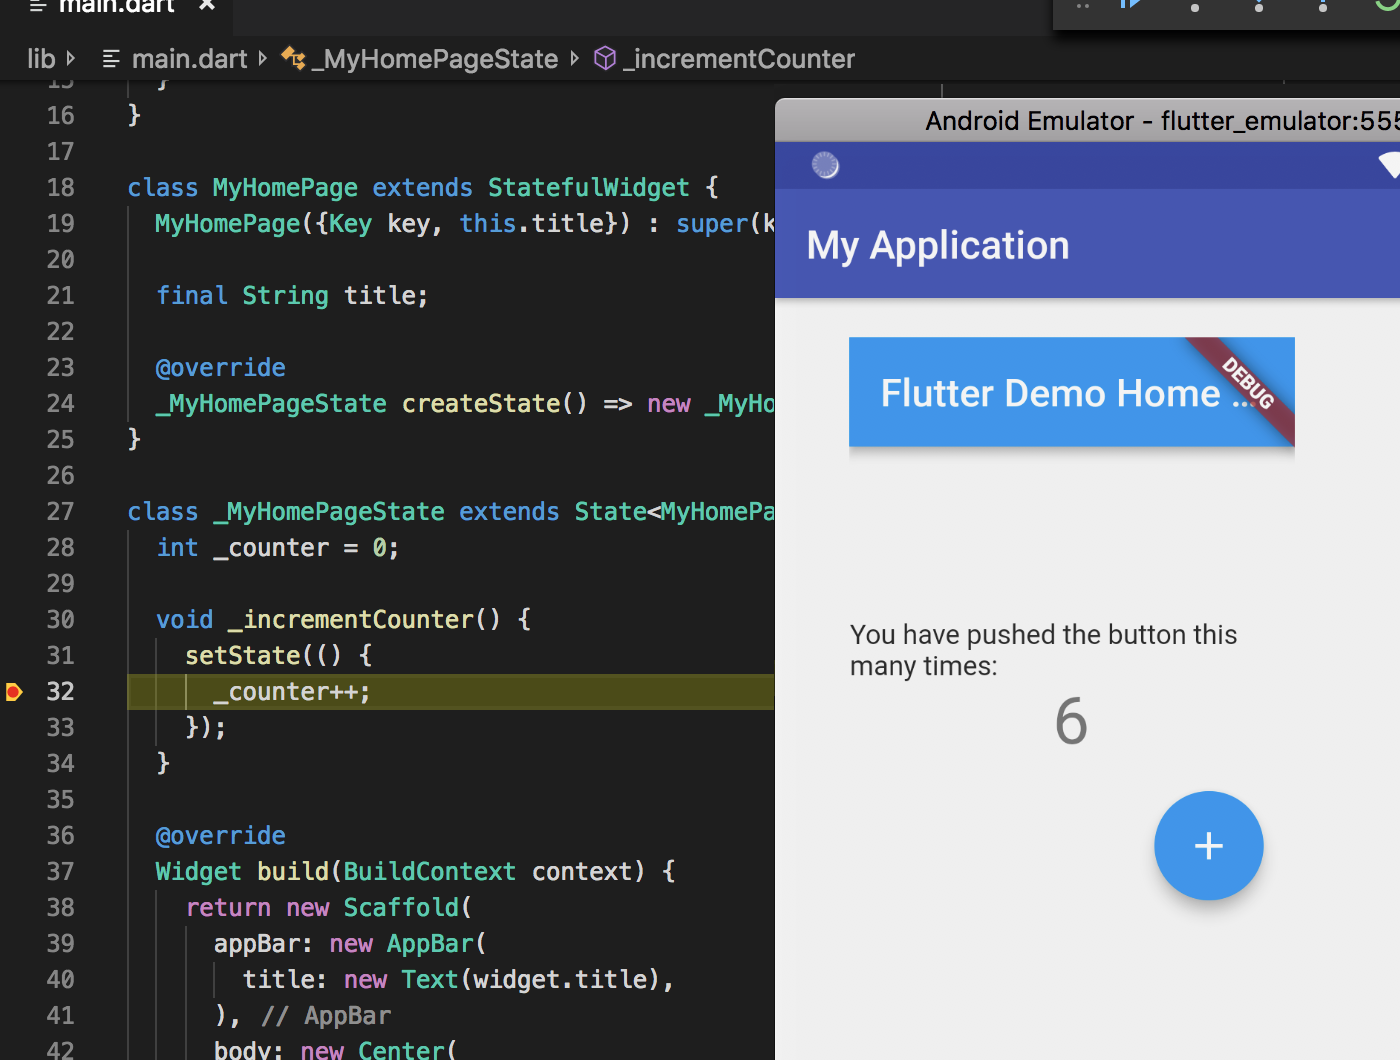 main.dart
lib main.dart _MyHomePageState _incrementCounter
15 }
16 }
17
18 class MyHomePage extends StatefulWidget {
19 MyHomePage({Key key, this.title}) : super(k
20
21 final String title;
22
23 @override
24 _MyHomePageState createState() => new _MyHo
25 }
26
27 class _MyHomePageState extends State<MyHomePa
28 int _counter = 0;
29
30 void _incrementCounter() {
31 setState(() {
32 _counter++;
33 });
34 }
35
36 @override
37 Widget build(BuildContext context) {
38 return new Scaffold(
39 appBar: new AppBar(
40 title: new Text(widget.title),
41 ), // AppBar
42 body: new Center(
Android Emulator - flutter_emulator:555
My Application
Flutter Demo Home ...
DEBUG
You have pushed the button this
many times:
6
+